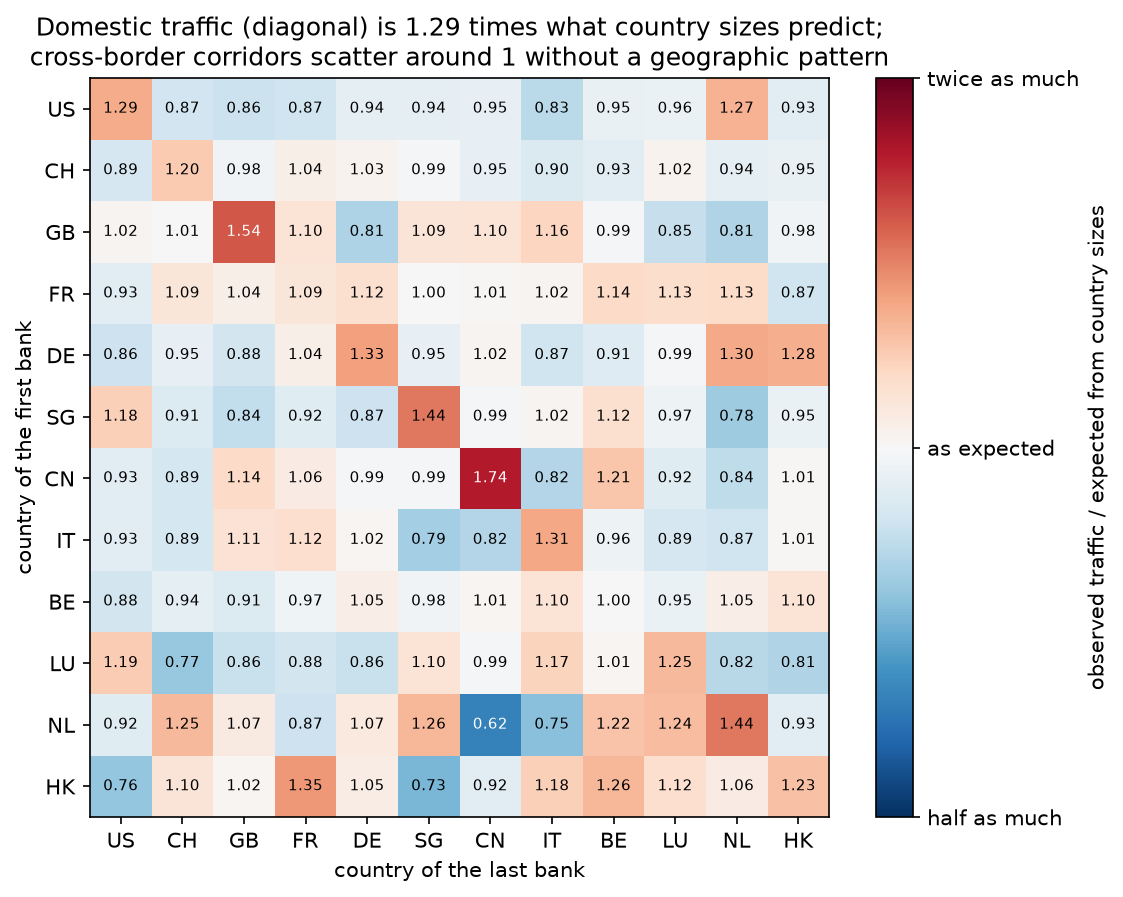 Domestic traffic (diagonal) is 1.29 times what country sizes predict;
cross-border corridors scatter around 1 without a geographic pattern
US 1.29 0.87 0.86 0.87 0.94 0.94 0.95 0.83 0.95 0.96 1.27 0.93
CH 0.89 1.20 0.98 1.04 1.03 0.99 0.95 0.90 0.93 1.02 0.94 0.95
GB 1.02 1.01 1.54 1.10 0.81 1.09 1.10 1.16 0.99 0.85 0.81 0.98
FR 0.93 1.09 1.04 1.09 1.12 1.00 1.01 1.02 1.14 1.13 1.13 0.87
DE 0.86 0.95 0.88 1.04 1.33 0.95 1.02 0.87 0.91 0.99 1.30 1.28
SG 1.18 0.91 0.84 0.92 0.87 1.44 0.99 1.02 1.12 0.97 0.78 0.95
CN 0.93 0.89 1.14 1.06 0.99 0.99 1.74 0.82 1.21 0.92 0.84 1.01
IT 0.93 0.89 1.11 1.12 1.02 0.79 0.82 1.31 0.96 0.89 0.87 1.01
BE 0.88 0.94 0.91 0.97 1.05 0.98 1.01 1.10 1.00 0.95 1.05 1.10
LU 1.19 0.77 0.86 0.88 0.86 1.10 0.99 1.17 1.01 1.25 0.82 0.81
NL 0.92 1.25 1.07 0.87 1.07 1.26 0.62 0.75 1.22 1.24 1.44 0.93
HK 0.76 1.10 1.02 1.35 1.05 0.73 0.92 1.18 1.26 1.12 1.06 1.23
US CH GB FR DE SG CN IT BE LU NL HK
country of the last bank
country of the first bank
twice as much
as expected
half as much
observed traffic / expected from country sizes